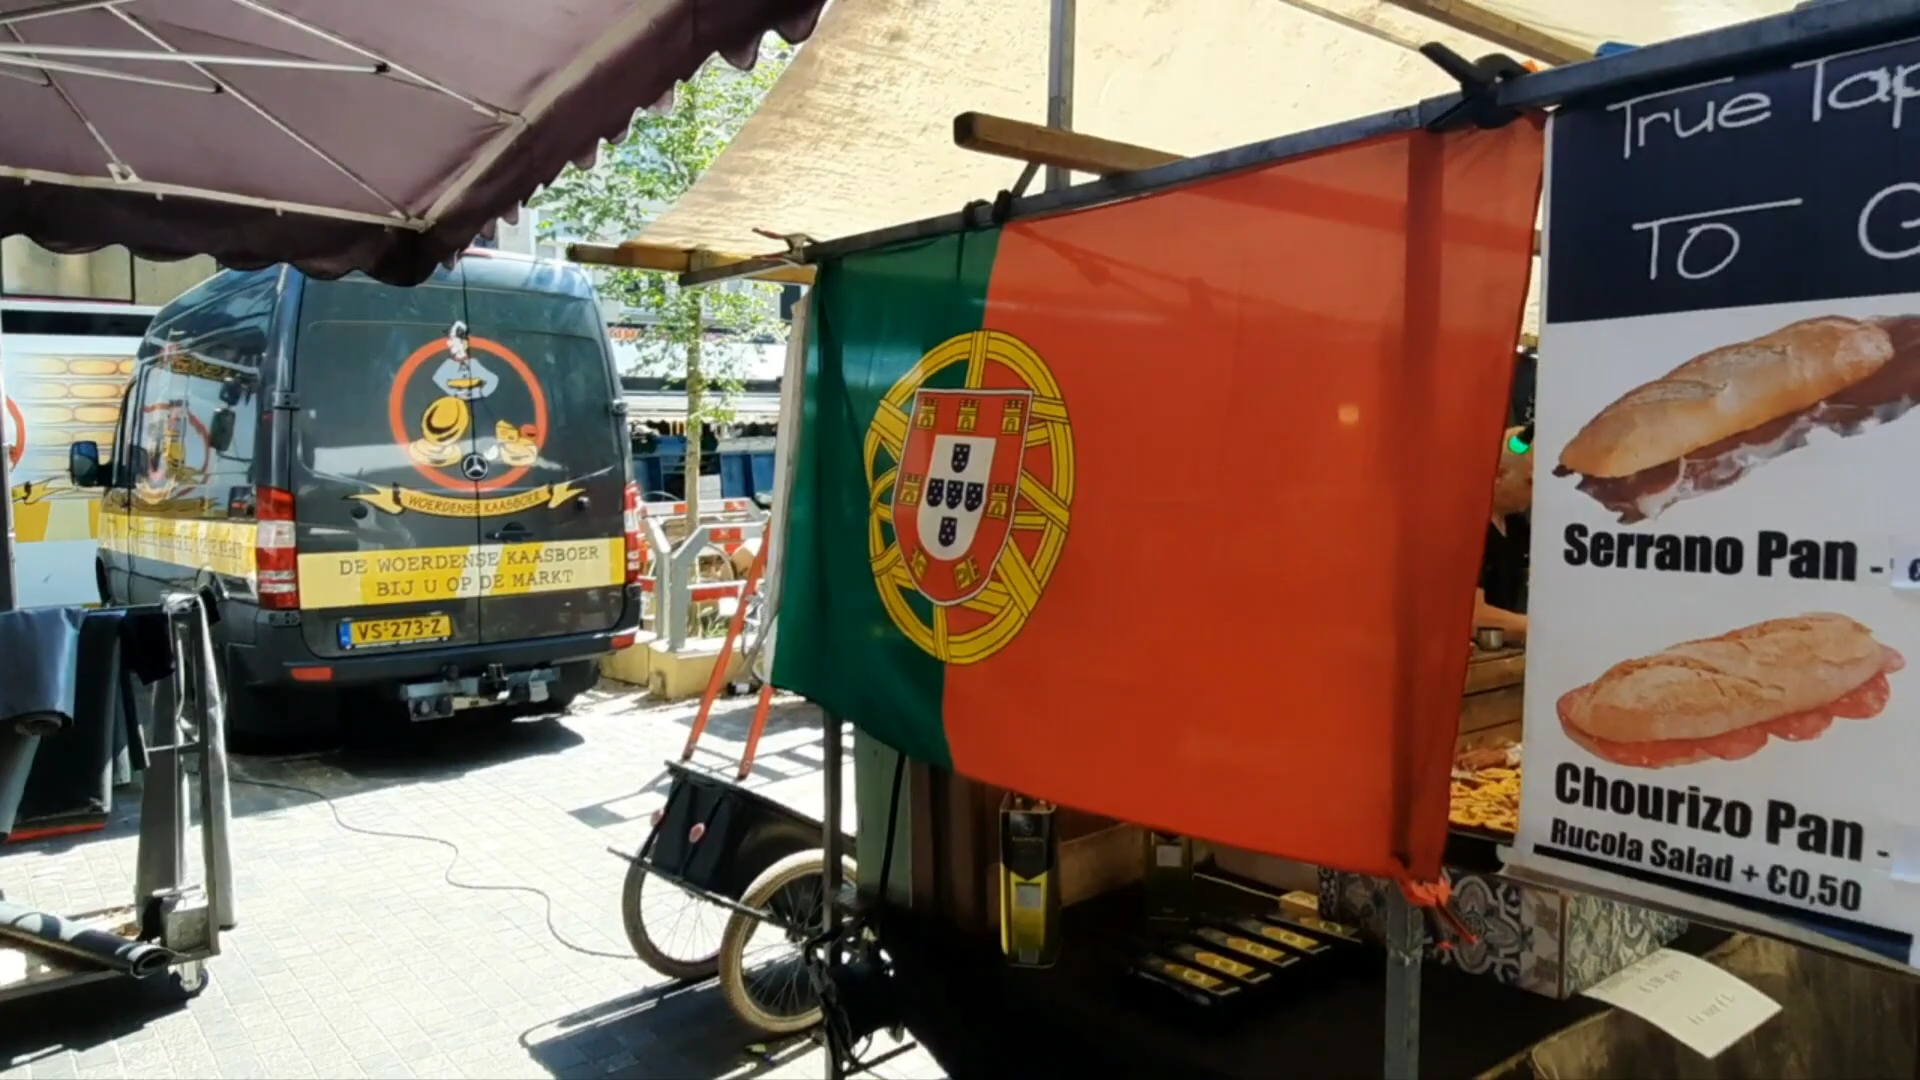 WOERDENSE KAASBOER
DE WOERDENSE KAASBOER
BIJ U OP DE MARKT
VS-273-Z
True Tap
TO G
Serrano Pan - €
Chourizo Pan -
Rucola Salad + €0,50